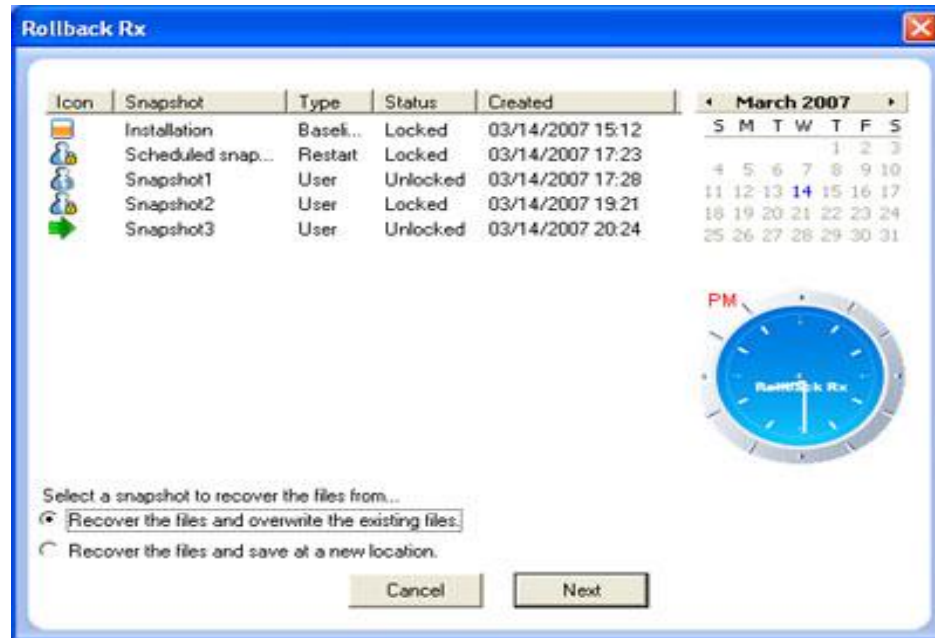 Rollback Rx
Icon Snapshot Type Status Created
Installation Baseli... Locked 03/14/2007 15:12
Scheduled snap... Restart Locked 03/14/2007 17:23
Snapshot1 User Unlocked 03/14/2007 17:28
Snapshot2 User Locked 03/14/2007 19:21
Snapshot3 User Unlocked 03/14/2007 20:24
March 2007
S M T W T F S
1 2 3
4 5 6 7 8 9 10
11 12 13 14 15 16 17
18 19 20 21 22 23 24
25 26 27 28 29 30 31
PM
Rollback Rx
Select a snapshot to recover the files from...
Recover the files and overwrite the existing files.
Recover the files and save at a new location.
Cancel Next